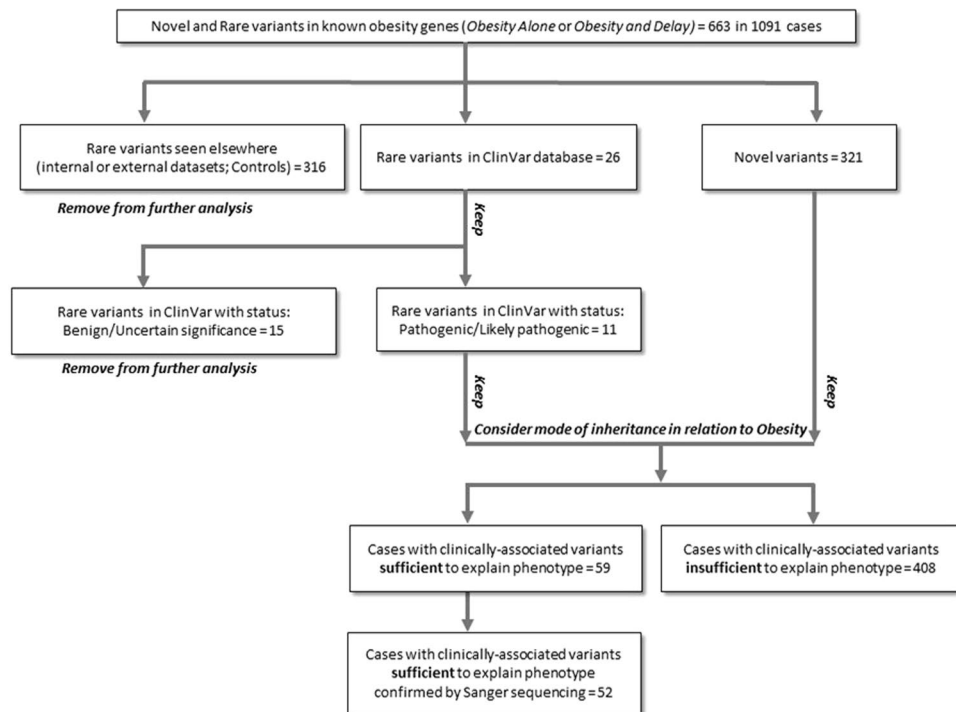 Novel and Rare variants in known obesity genes (Obesity Alone or Obesity and Delay) = 663 in 1091 cases
Rare variants seen elsewhere
(internal or external datasets; Controls) = 316
Rare variants in ClinVar database = 26
Novel variants = 321
Remove from further analysis
Keep
Keep
Rare variants in ClinVar with status:
Benign/Uncertain significance = 15
Rare variants in ClinVar with status:
Pathogenic/Likely pathogenic = 11
Remove from further analysis
Keep
Keep
Consider mode of inheritance in relation to Obesity
Cases with clinically-associated variants
sufficient to explain phenotype = 59
Cases with clinically-associated variants
insufficient to explain phenotype = 408
Cases with clinically-associated variants
sufficient to explain phenotype
confirmed by Sanger sequencing = 52